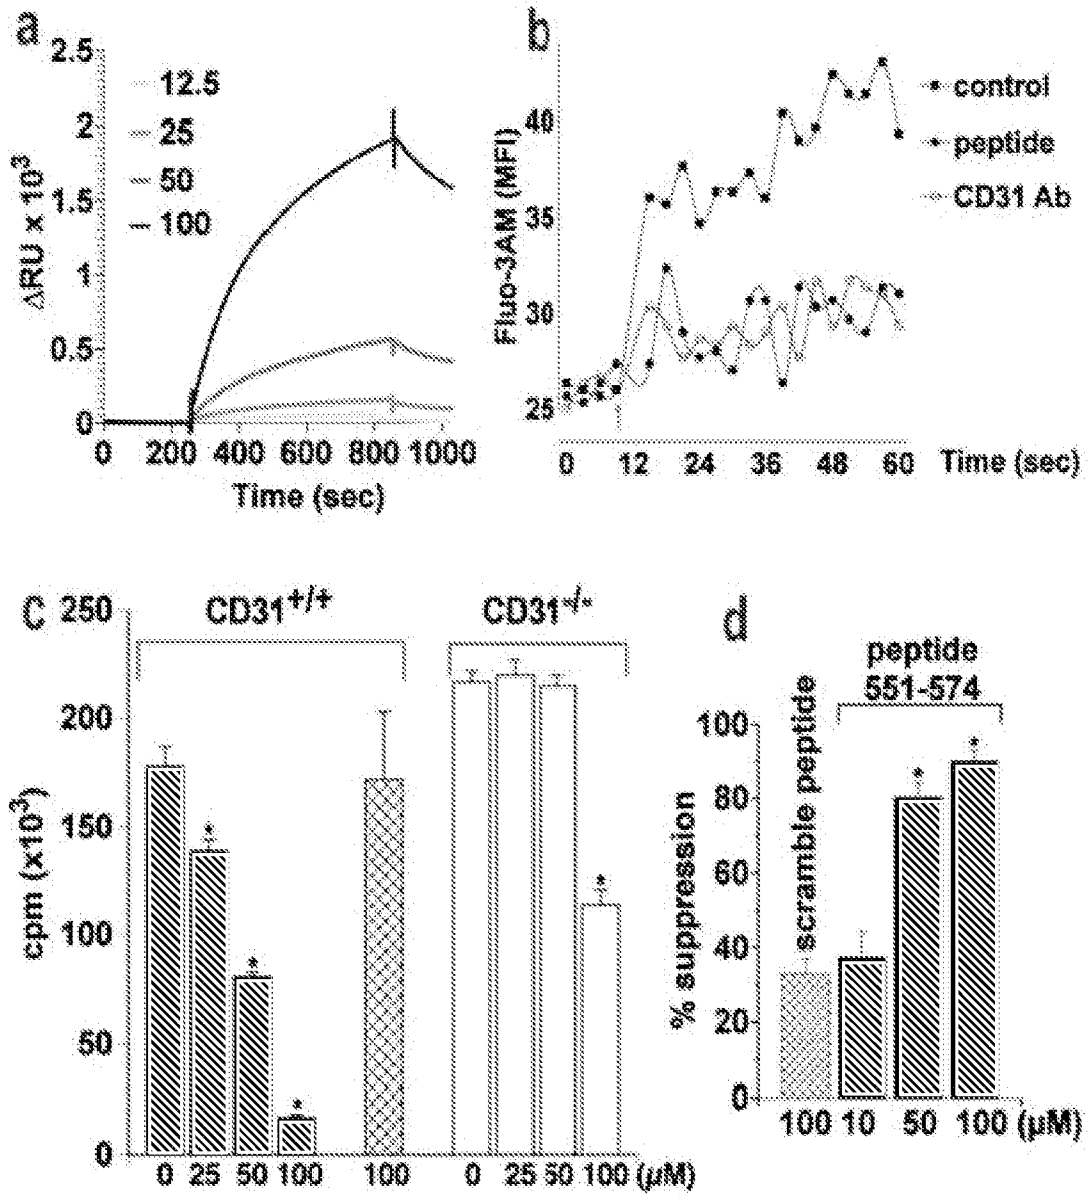 a
2.5
2
1.5
1
0.5
0
ΔRU x 10³
12.5
25
50
100
0 200 400 600 800 1000
Time (sec)
b
40
35
30
25
Fluo-3AM (MFI)
control
peptide
CD31 Ab
0 12 24 36 48 60 Time (sec)
c
250
200
150
100
50
0
cpm (x10³)
CD31+/+
CD31-/-
* * * *
0 25 50 100 100 0 25 50 100 (μM)
d
peptide
551-574
scramble peptide
100
80
60
40
20
0
% suppression
* *
100 10 50 100 (μM)